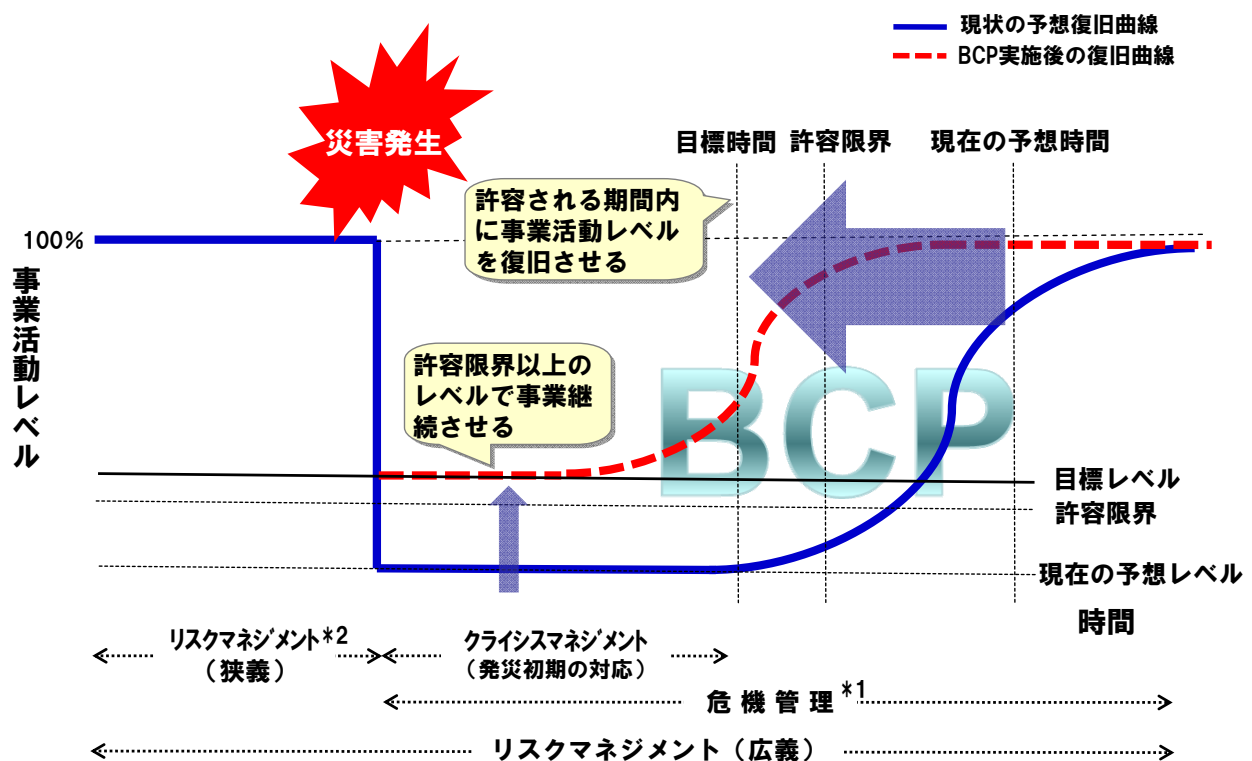 現状の予想復旧曲線
BCP実施後の復旧曲線
災害発生
目標時間
許容限界
現在の予想時間
許容される期間内
に事業活動レベル
を復旧させる
100%
事業活動レベル
許容限界以上の
レベルで事業継
続させる
BCP
目標レベル
許容限界
現在の予想レベル
時間
リスクマネジメント*2
（狭義）
クライシスマネジメント
（発災初期の対応）
危機管理*1
リスクマネジメント（広義）